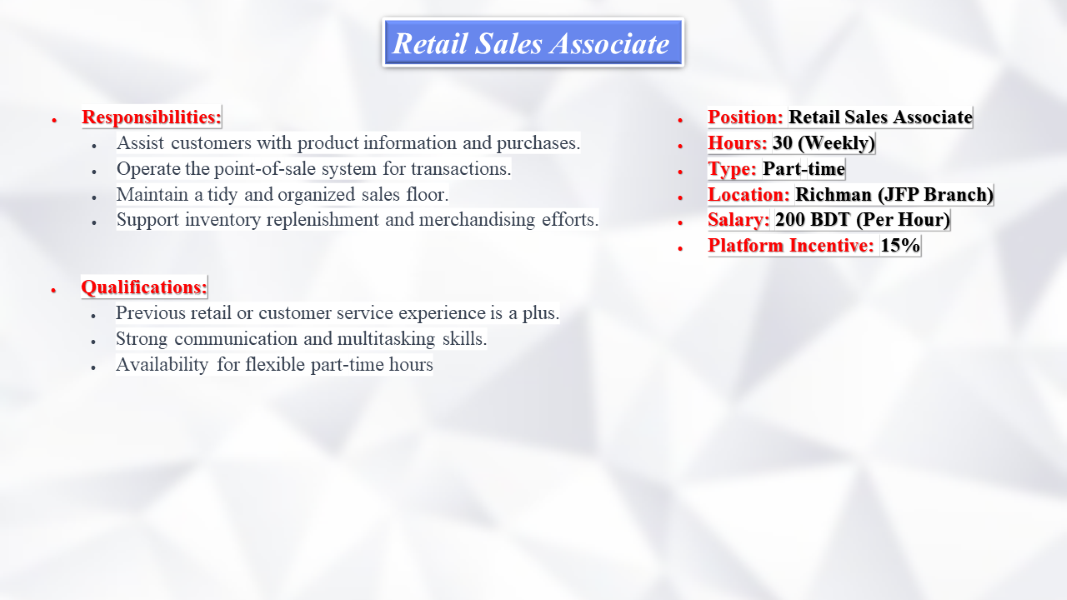 Retail Sales Associate
• Responsibilities:
• Assist customers with product information and purchases.
• Operate the point-of-sale system for transactions.
• Maintain a tidy and organized sales floor.
• Support inventory replenishment and merchandising efforts.
• Qualifications:
• Previous retail or customer service experience is a plus.
• Strong communication and multitasking skills.
• Availability for flexible part-time hours
• Position: Retail Sales Associate
• Hours: 30 (Weekly)
• Type: Part-time
• Location: Richman (JFP Branch)
• Salary: 200 BDT (Per Hour)
• Platform Incentive: 15%